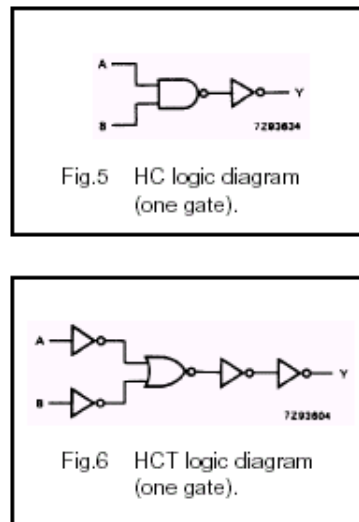 A
Y
B
7Z93634
Fig.5 HC logic diagram
(one gate).
A
Y
B
7Z93604
Fig.6 HCT logic diagram
(one gate).